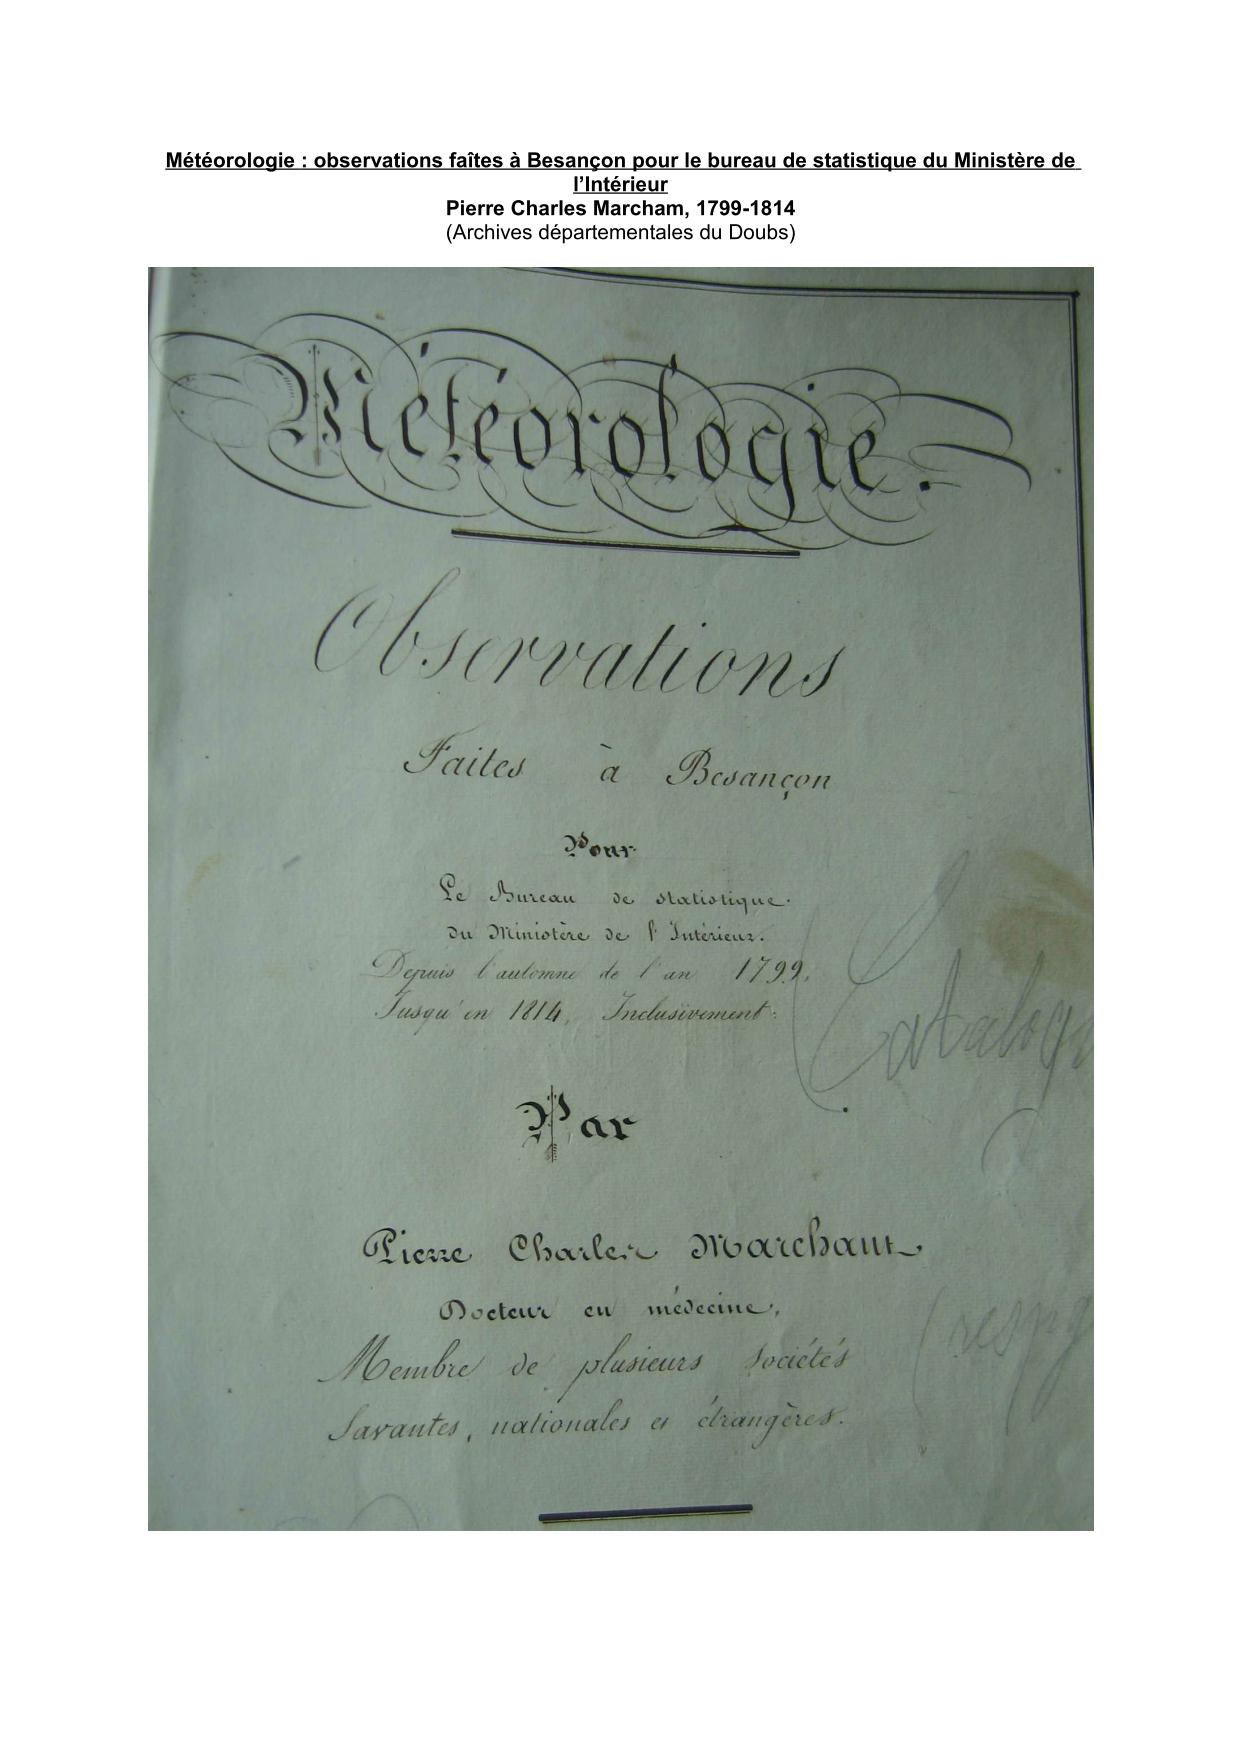 Météorologie : observations faîtes à Besançon pour le bureau de statistique du Ministère de
l’Intérieur
Pierre Charles Marcham, 1799-1814
(Archives départementales du Doubs)
Météorologie.
Observations
Faites à Besançon
Pour
Le Bureau de statistique
du Ministère de l'Intérieur.
Depuis l'automne de l'an 1799,
Jusqu'en 1814, Inclusivement.
Par
Pierre Charles Marchant
Docteur en médecine,
Membre de plusieurs sociétés
Savantes, nationales et étrangères.